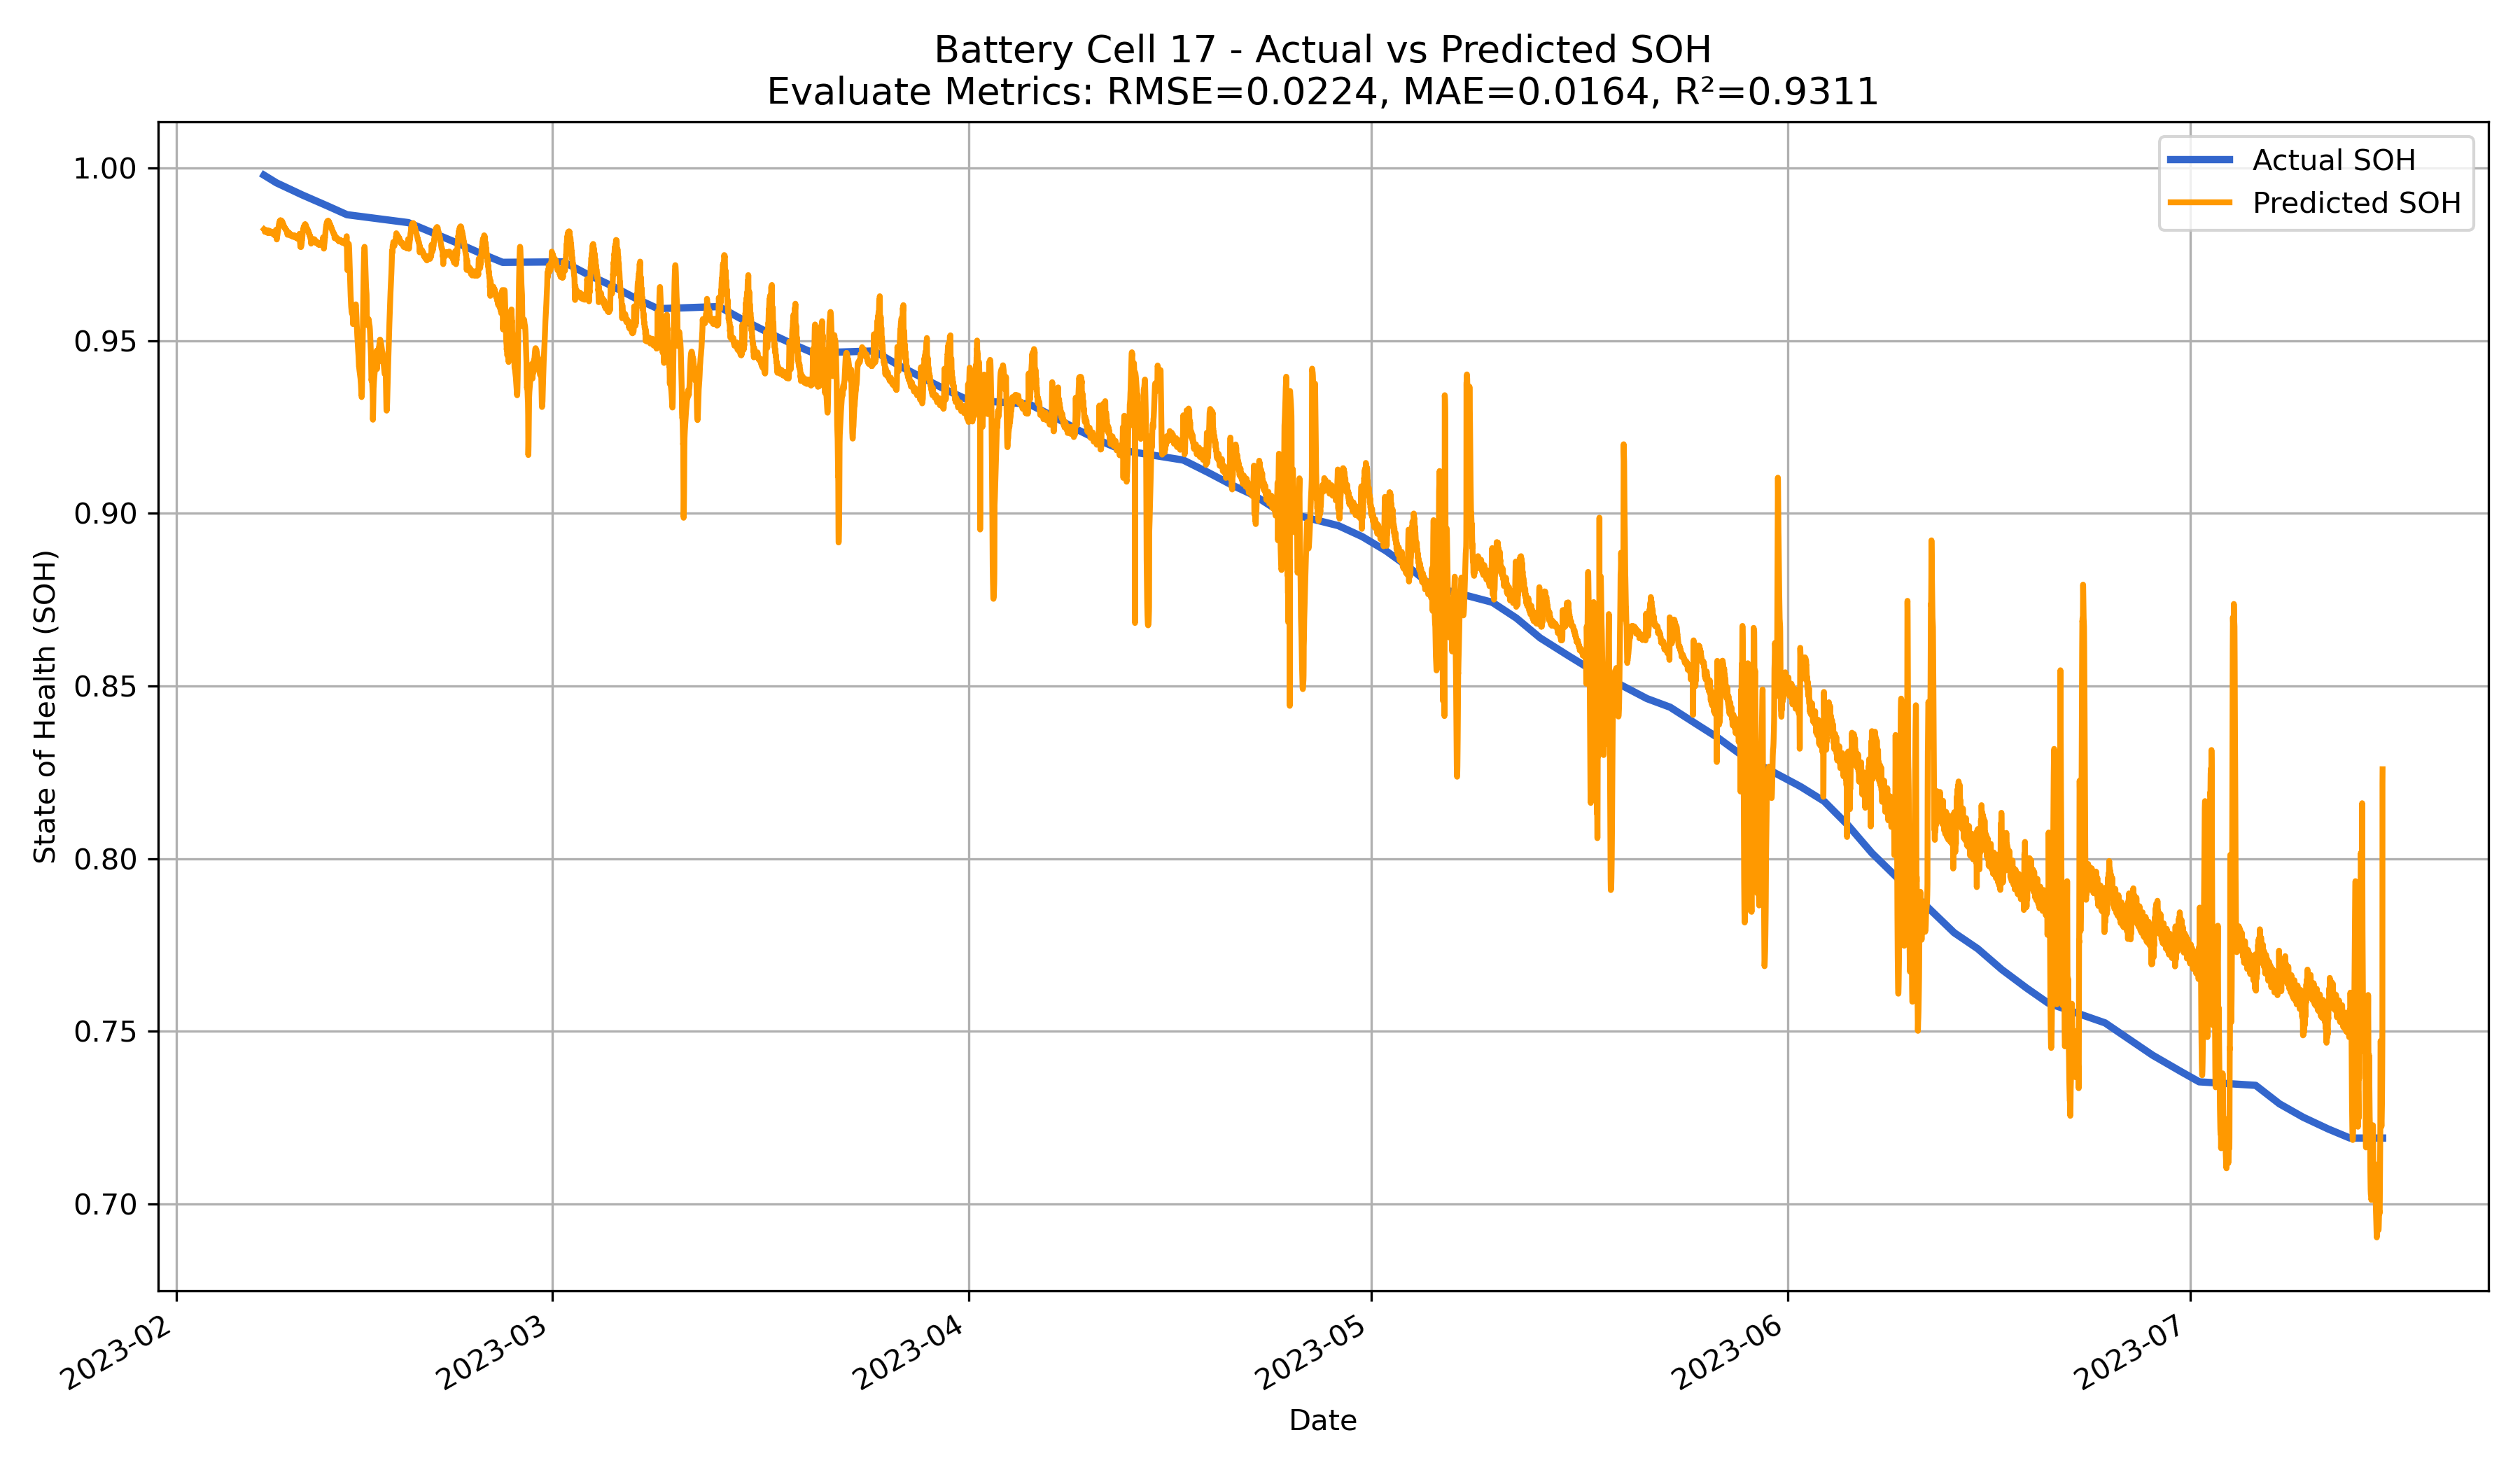 Battery Cell 17 - Actual vs Predicted SOH
Evaluate Metrics: RMSE=0.0224, MAE=0.0164, R²=0.9311
Actual SOH
Predicted SOH
State of Health (SOH)
1.00
0.95
0.90
0.85
0.80
0.75
0.70
2023-02
2023-03
2023-04
2023-05
2023-06
2023-07
Date